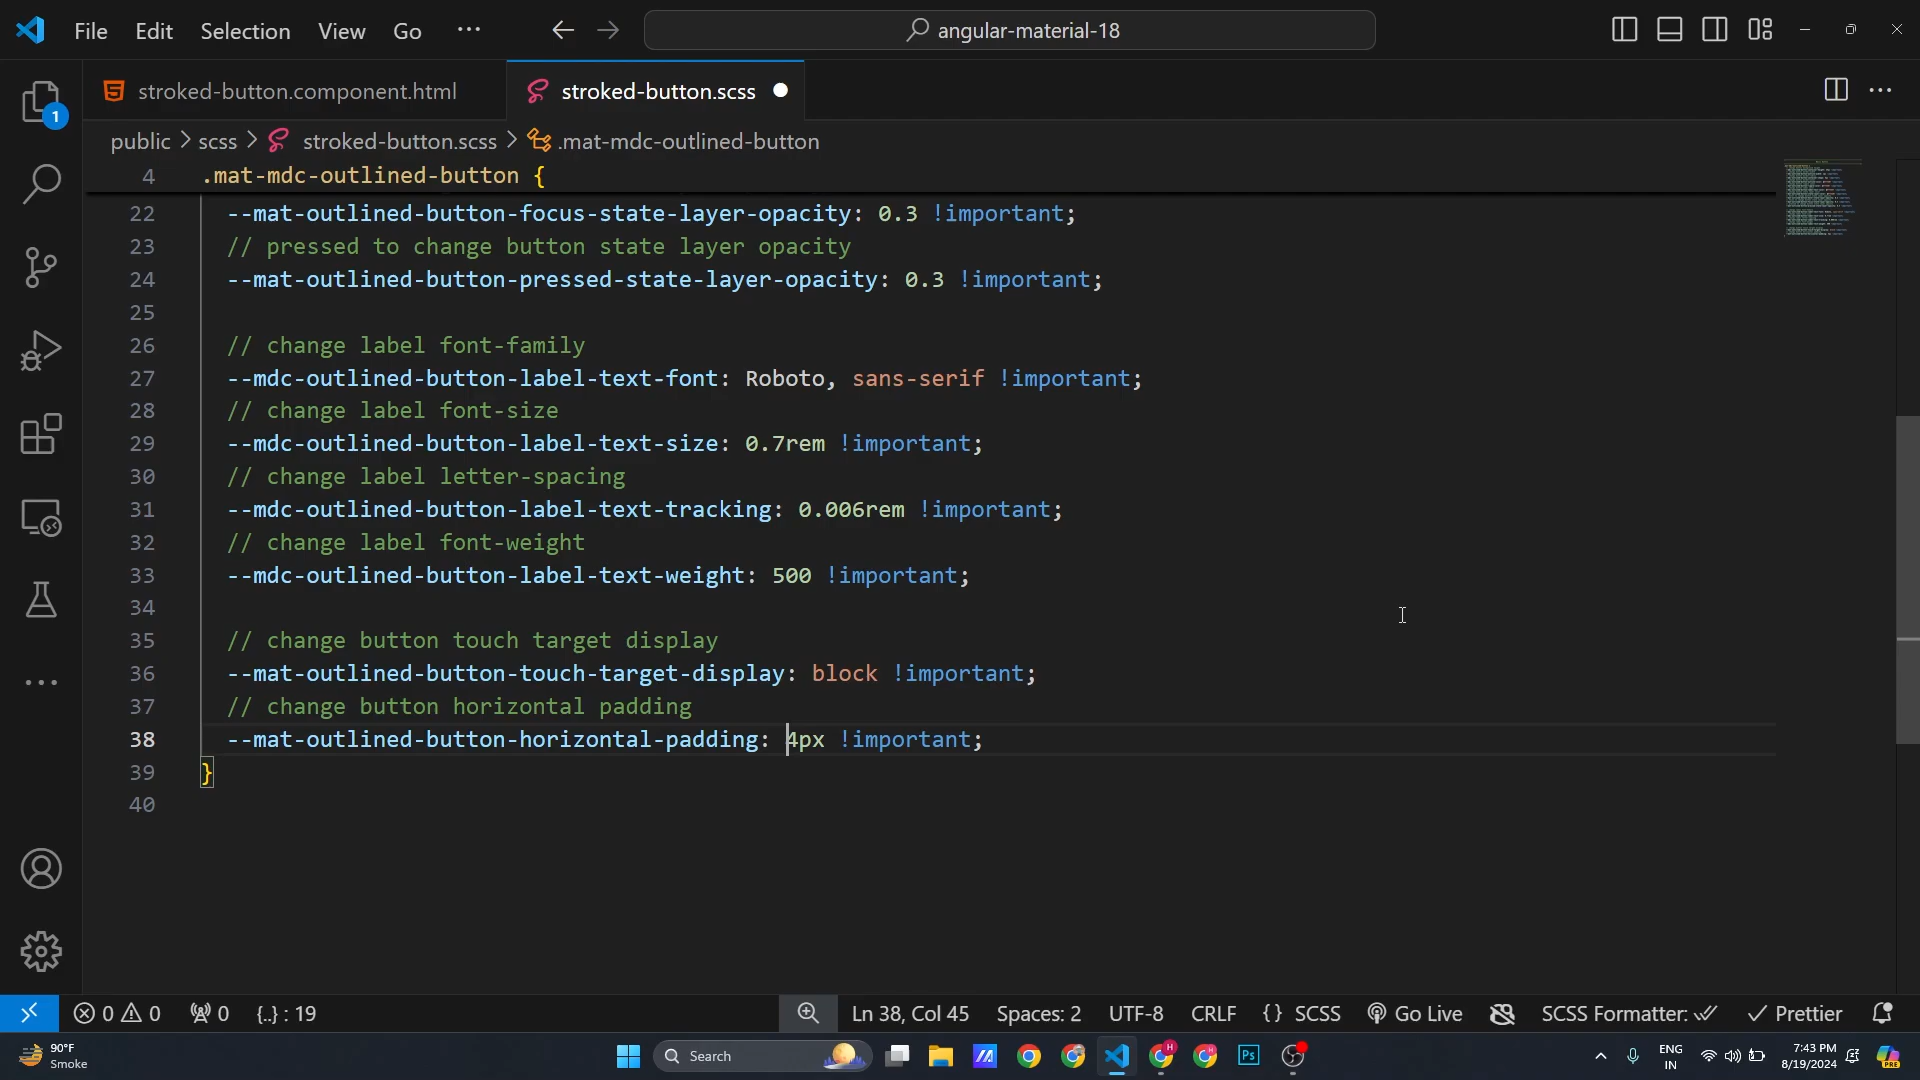 File Edit Selection View Go ···
angular-material-18
1
stroked-button.component.html
stroked-button.scss
public > scss > stroked-button.scss > .mat-mdc-outlined-button
4 .mat-mdc-outlined-button {
22 --mat-outlined-button-focus-state-layer-opacity: 0.3 !important;
23 // pressed to change button state layer opacity
24 --mat-outlined-button-pressed-state-layer-opacity: 0.3 !important;
25
26 // change label font-family
27 --mdc-outlined-button-label-text-font: Roboto, sans-serif !important;
28 // change label font-size
29 --mdc-outlined-button-label-text-size: 0.7rem !important;
30 // change label letter-spacing
31 --mdc-outlined-button-label-text-tracking: 0.006rem !important;
32 // change label font-weight
33 --mdc-outlined-button-label-text-weight: 500 !important;
34
35 // change button touch target display
36 --mat-outlined-button-touch-target-display: block !important;
37 // change button horizontal padding
38 --mat-outlined-button-horizontal-padding: 4px !important;
39 }
40
0 0 0 {..} : 19 Ln 38, Col 45 Spaces: 2 UTF-8 CRLF {} SCSS Go Live SCSS Formatter: Prettier
90°F
Smoke
Search
Ps
ENG
IN
7:43 PM
8/19/2024